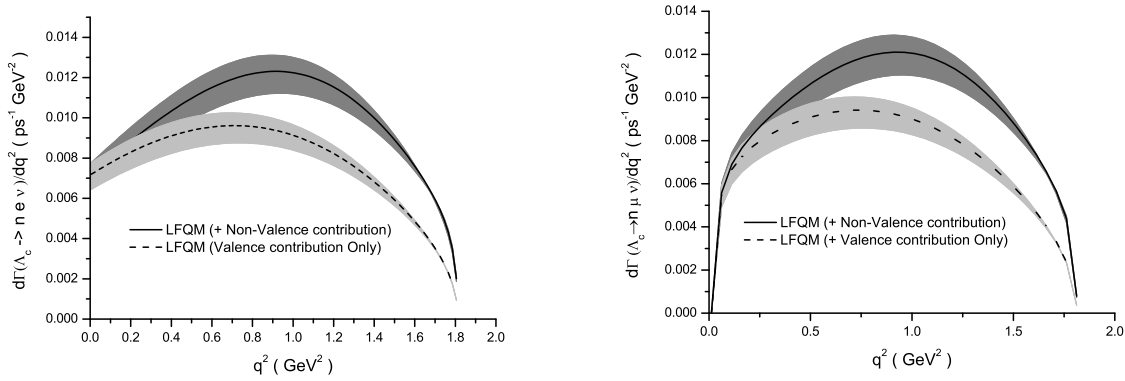 0.014
0.012
0.010
0.008
0.006
0.004
0.002
0.000
dΓ(Λc -> n e ν)/dq² ( ps⁻¹ GeV⁻² )
LFQM (+ Non-Valence contribution)
LFQM (Valence contribution Only)
0.0 0.2 0.4 0.6 0.8 1.0 1.2 1.4 1.6 1.8 2.0
q² ( GeV² )
0.014
0.012
0.010
0.008
0.006
0.004
0.002
0.000
dΓ (Λc→n μ ν)/dq² ( ps⁻¹ GeV⁻² )
LFQM (+ Non-Valence contribution)
LFQM (+ Valence contribution Only)
0.0 0.5 1.0 1.5 2.0
q² ( GeV² )